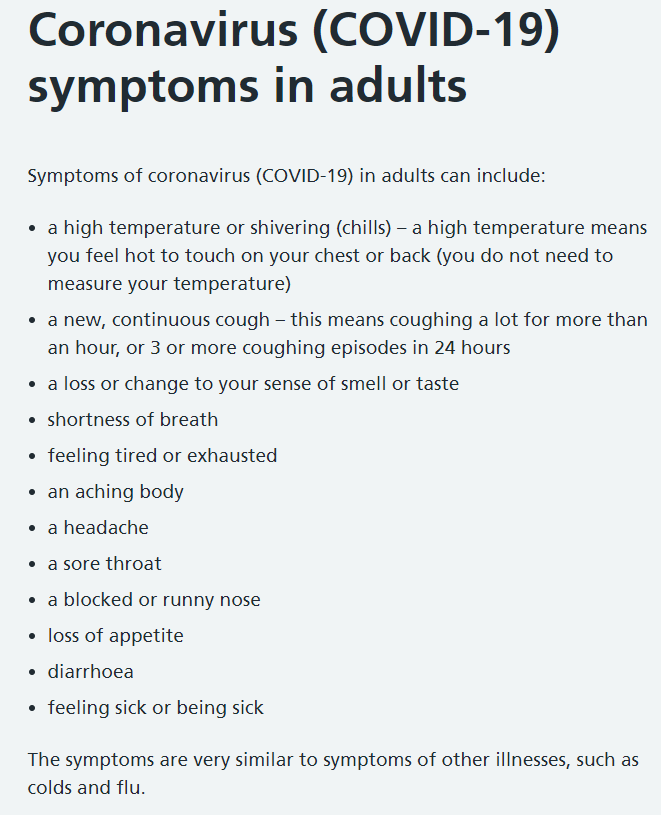 Coronavirus (COVID-19)
symptoms in adults
Symptoms of coronavirus (COVID-19) in adults can include:
• a high temperature or shivering (chills) – a high temperature means
you feel hot to touch on your chest or back (you do not need to
measure your temperature)
• a new, continuous cough – this means coughing a lot for more than
an hour, or 3 or more coughing episodes in 24 hours
• a loss or change to your sense of smell or taste
• shortness of breath
• feeling tired or exhausted
• an aching body
• a headache
• a sore throat
• a blocked or runny nose
• loss of appetite
• diarrhoea
• feeling sick or being sick
The symptoms are very similar to symptoms of other illnesses, such as
colds and flu.